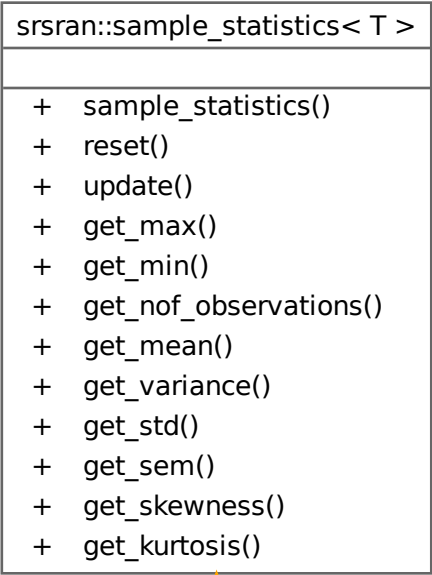 srsran::sample_statistics< T >
+ sample_statistics()
+ reset()
+ update()
+ get_max()
+ get_min()
+ get_nof_observations()
+ get_mean()
+ get_variance()
+ get_std()
+ get_sem()
+ get_skewness()
+ get_kurtosis()